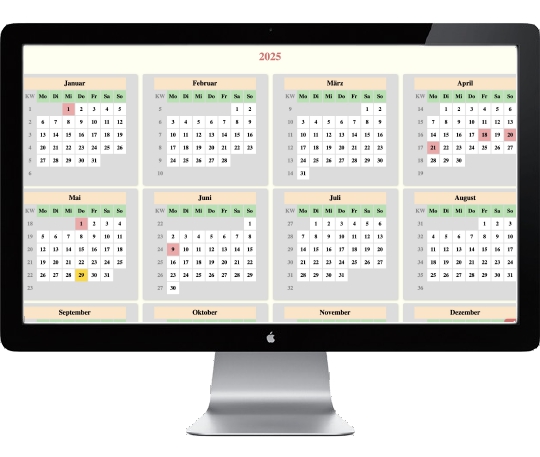 2025
Januar
KW Mo Di Mi Do Fr Sa So
1 1 2 3 4 5
2 6 7 8 9 10 11 12
3 13 14 15 16 17 18 19
4 20 21 22 23 24 25 26
5 27 28 29 30 31
6
Februar
KW Mo Di Mi Do Fr Sa So
5 1 2
6 3 4 5 6 7 8 9
7 10 11 12 13 14 15 16
8 17 18 19 20 21 22 23
9 24 25 26 27 28
10
März
KW Mo Di Mi Do Fr Sa So
9 1 2
10 3 4 5 6 7 8 9
11 10 11 12 13 14 15 16
12 17 18 19 20 21 22 23
13 24 25 26 27 28 29 30
14 31
April
KW Mo Di Mi Do Fr Sa So
14 1 2 3 4 5 6
15 7 8 9 10 11 12 13
16 14 15 16 17 18 19 20
17 21 22 23 24 25 26 27
18 28 29 30
19
Mai
KW Mo Di Mi Do Fr Sa So
18 1 2 3 4
19 5 6 7 8 9 10 11
20 12 13 14 15 16 17 18
21 19 20 21 22 23 24 25
22 26 27 28 29 30 31
23
Juni
KW Mo Di Mi Do Fr Sa So
22 1
23 2 3 4 5 6 7 8
24 9 10 11 12 13 14 15
25 16 17 18 19 20 21 22
26 23 24 25 26 27 28 29
27 30
Juli
KW Mo Di Mi Do Fr Sa So
27 1 2 3 4 5 6
28 7 8 9 10 11 12 13
29 14 15 16 17 18 19 20
30 21 22 23 24 25 26 27
31 28 29 30 31
32
August
KW Mo Di Mi Do Fr Sa So
31 1 2 3
32 4 5 6 7 8 9 10
33 11 12 13 14 15 16 17
34 18 19 20 21 22 23 24
35 25 26 27 28 29 30 31
36
September
Oktober
November
Dezember